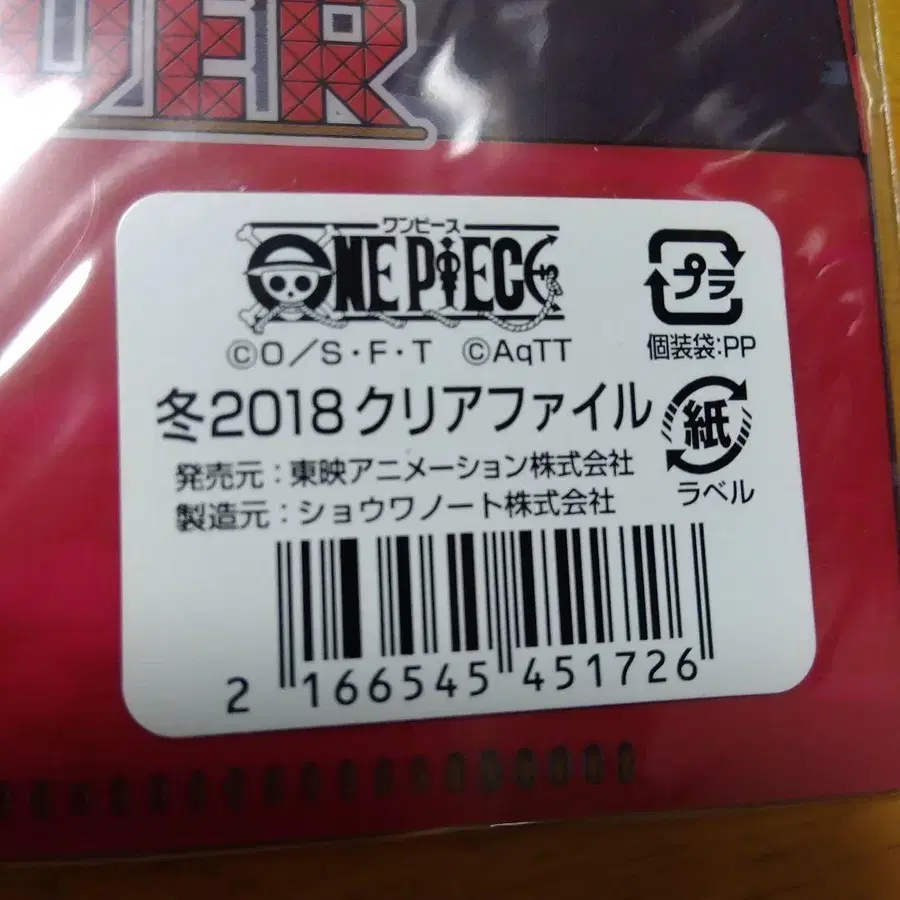 WER
ワンピース
ONE PIECE
©O/S・F・T ©AqTT
プラ
個装袋:PP
冬2018クリアファイル
紙
ラベル
発売元：東映アニメーション株式会社
製造元：ショウワノート株式会社
2 166545 451726